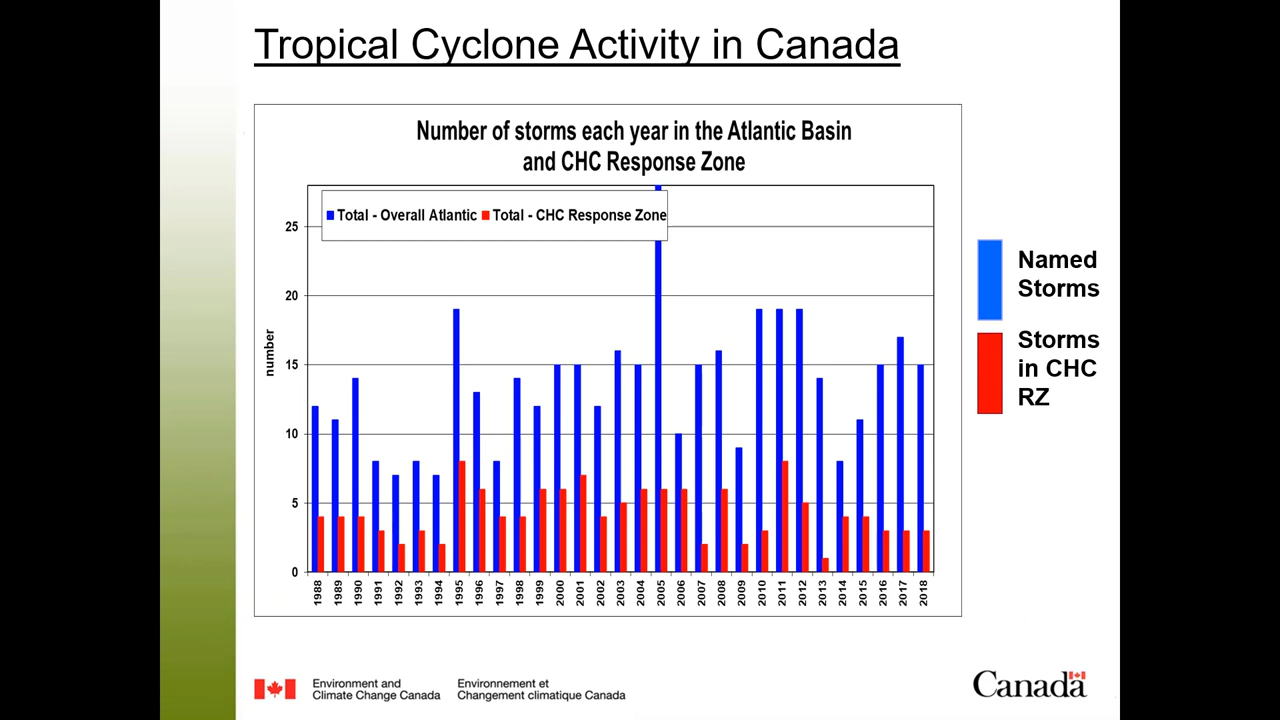 Tropical Cyclone Activity in Canada
Number of storms each year in the Atlantic Basin
and CHC Response Zone
Total - Overall Atlantic Total - CHC Response Zone
25
20
15
10
5
0
number
1988 1989 1990 1991 1992 1993 1994 1995 1996 1997 1998 1999 2000 2001 2002 2003 2004 2005 2006 2007 2008 2009 2010 2011 2012 2013 2014 2015 2016 2017 2018
Named
Storms
Storms
in CHC
RZ
Environment and
Climate Change Canada
Environnement et
Changement climatique Canada
Canada